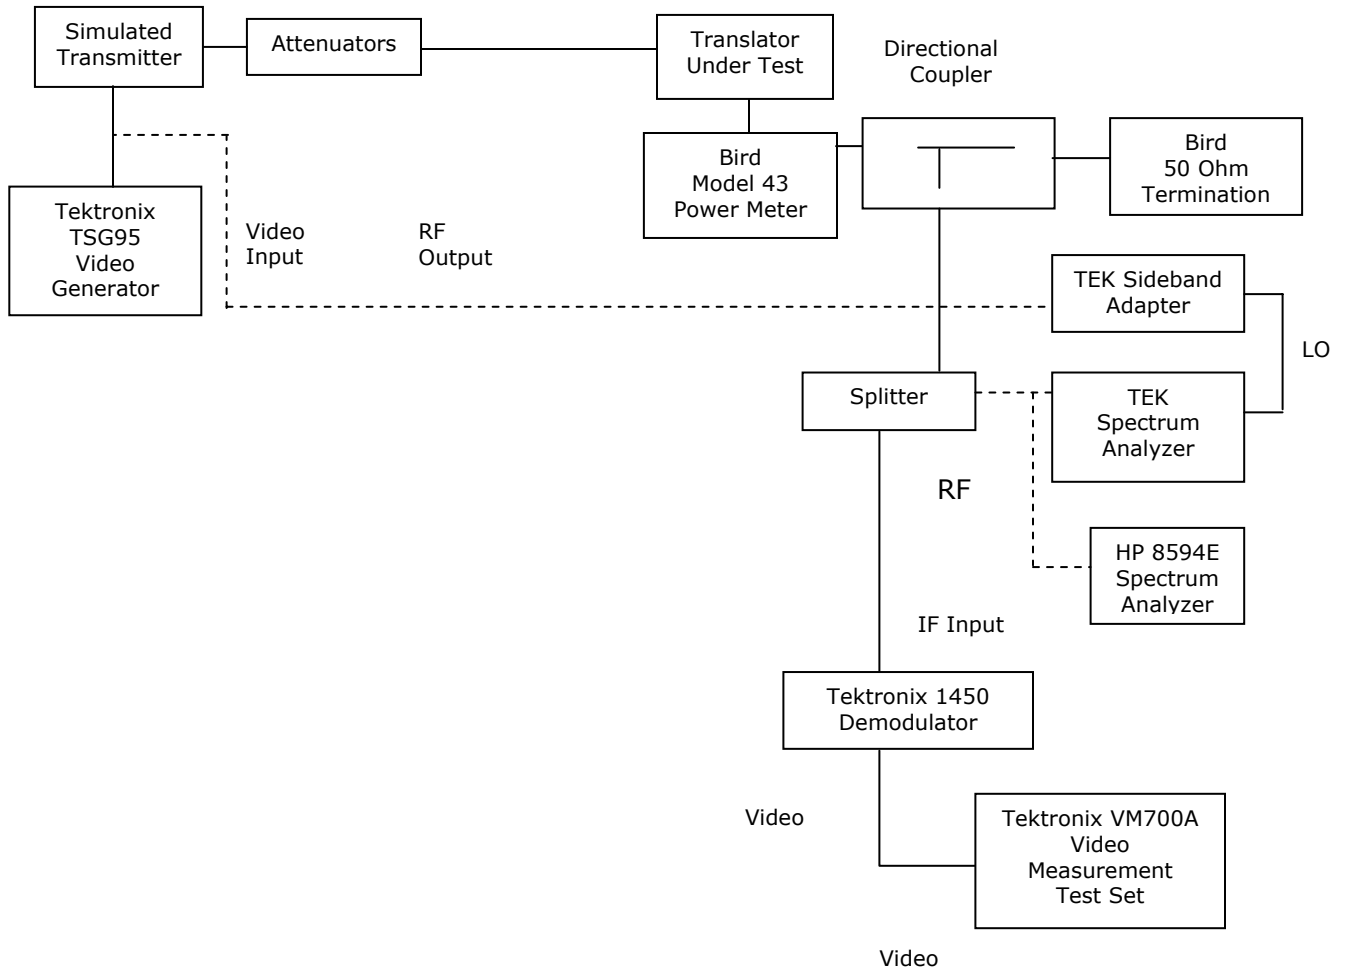 Simulated
Transmitter
Attenuators
Translator
Under Test
Directional
Coupler
Bird
Model 43
Power Meter
Bird
50 Ohm
Termination
Tektronix
TSG95
Video
Generator
Video
Input
RF
Output
TEK Sideband
Adapter
LO
Splitter
TEK
Spectrum
Analyzer
RF
HP 8594E
Spectrum
Analyzer
IF Input
Tektronix 1450
Demodulator
Video
Tektronix VM700A
Video
Measurement
Test Set
Video